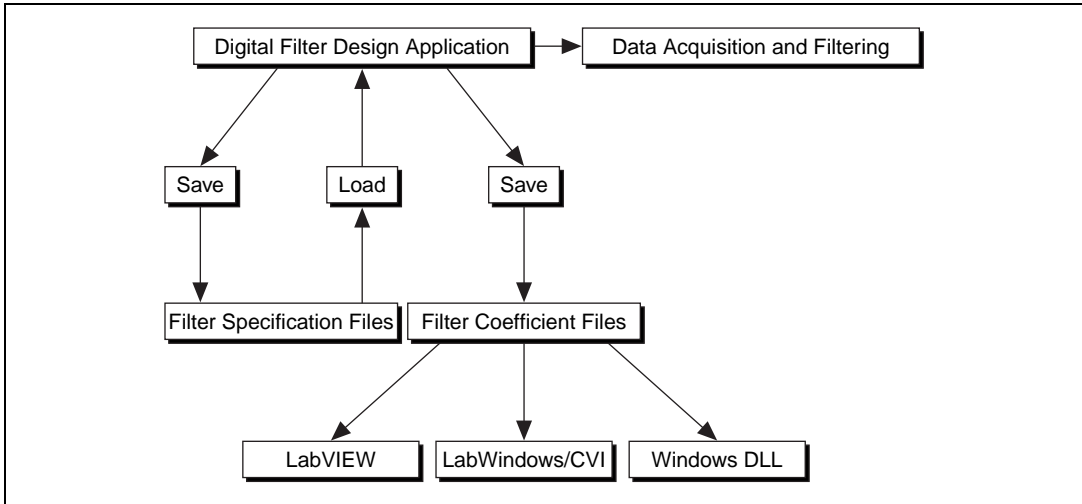 Digital Filter Design Application
Data Acquisition and Filtering
Save
Load
Save
Filter Specification Files
Filter Coefficient Files
LabVIEW
LabWindows/CVI
Windows DLL